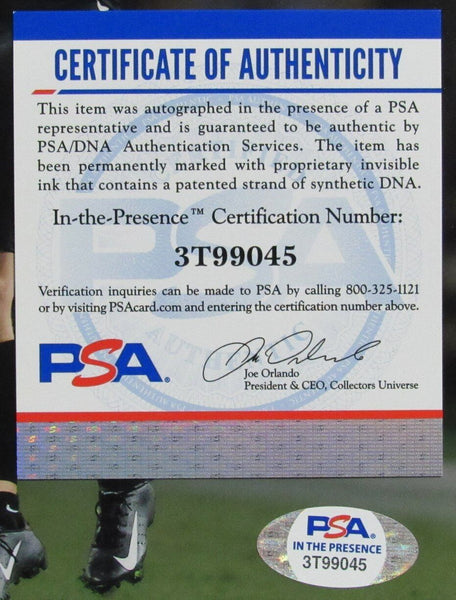 CERTIFICATE OF AUTHENTICITY
This item was autographed in the presence of a PSA
representative and is guaranteed to be authentic by
PSA/DNA Authentication Services. The item has
been permanently marked with proprietary invisible
ink that contains a patented strand of synthetic DNA.
In-the-Presence™ Certification Number:
3T99045
Verification inquiries can be made to PSA by calling 800-325-1121
or by visiting PSAcard.com and entering the certification number above.
PSA®
Joe Orlando
President & CEO, Collectors Universe
PSA
IN THE PRESENCE
3T99045